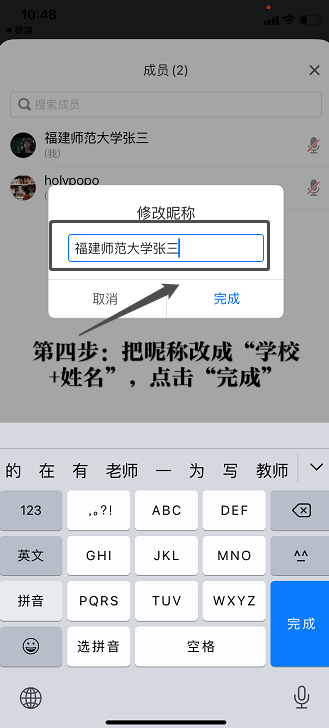 10:48
微信
成员 (2)
搜索成员
福建师范大学张三
(我)
holypopo
修改昵称
福建师范大学张三
取消
完成
第四步：把昵称改成“学校
+姓名”，点击“完成”
的 在 有 老师 一 为 写 教师
123 ,。?! ABC DEF
英文 GHI JKL MNO ^^
拼音 PQRS TUV WXYZ
完成
选拼音 空格